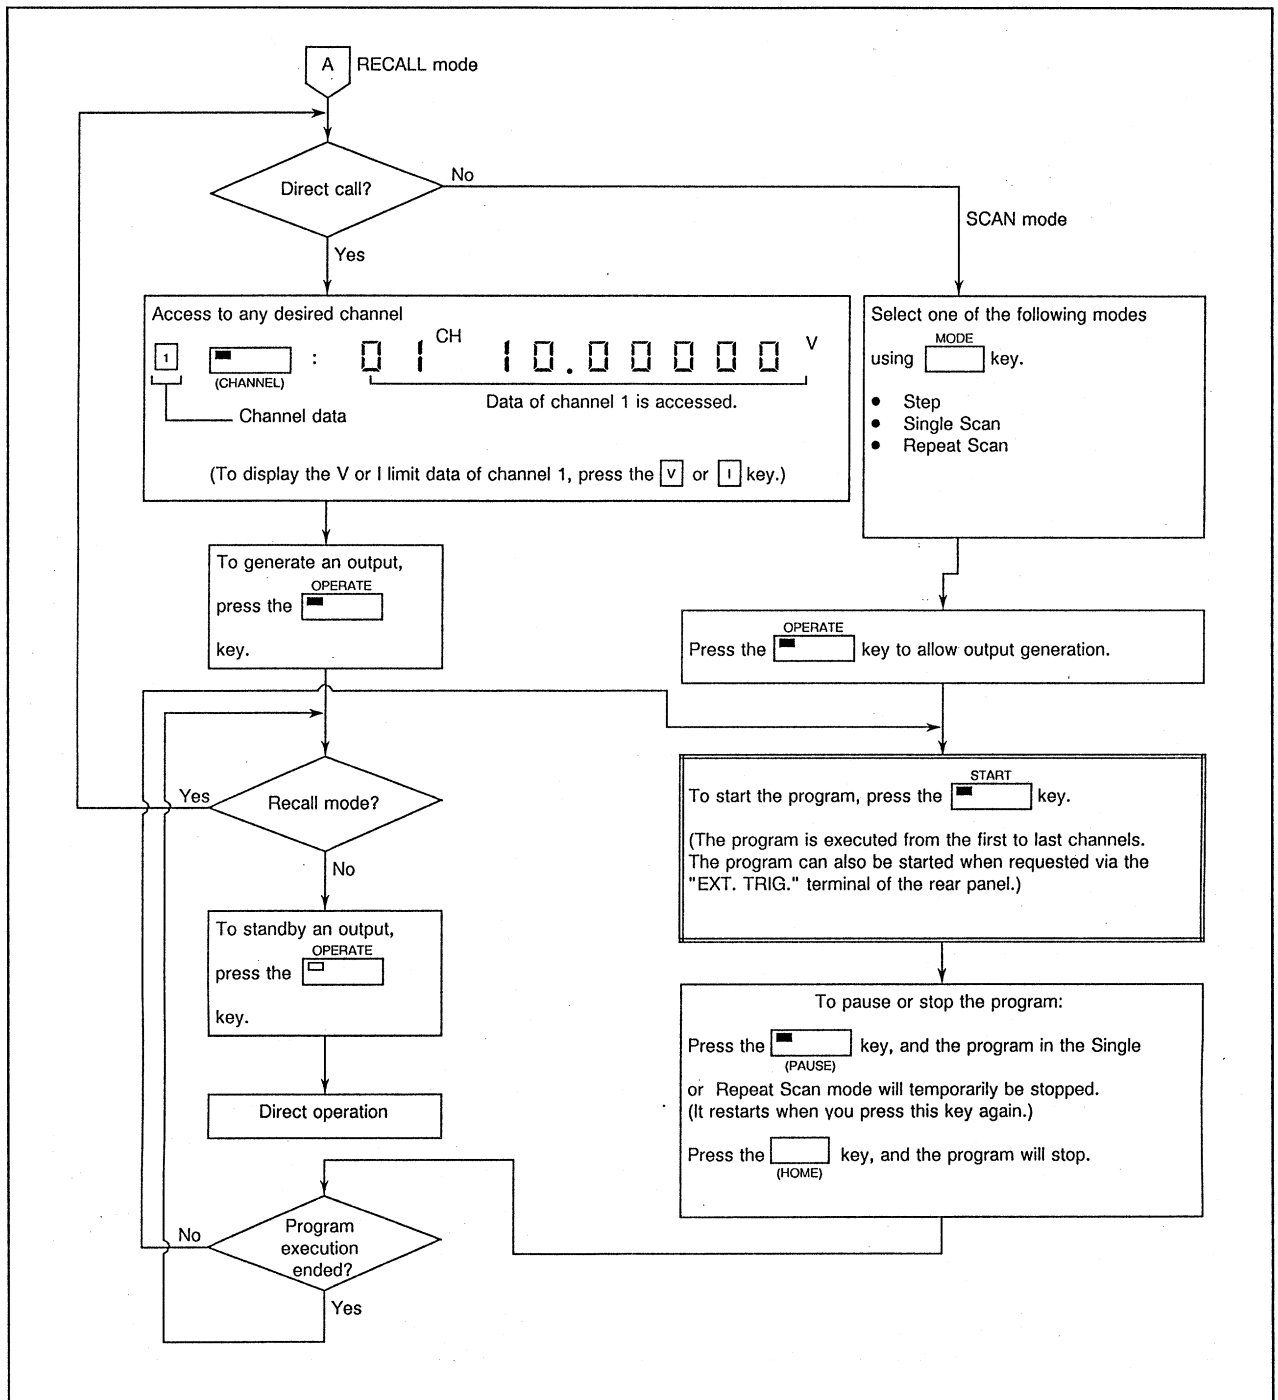 A RECALL mode
Direct call?
No
SCAN mode
Yes
Access to any desired channel
1 : 01 CH 10.00000 V
(CHANNEL)
Channel data
Data of channel 1 is accessed.
(To display the V or I limit data of channel 1, press the V or I key.)
Select one of the following modes
MODE
using key.
• Step
• Single Scan
• Repeat Scan
To generate an output,
OPERATE
press the
key.
OPERATE
Press the key to allow output generation.
Yes
Recall mode?
No
START
To start the program, press the key.
(The program is executed from the first to last channels.
The program can also be started when requested via the
"EXT. TRIG." terminal of the rear panel.)
To standby an output,
OPERATE
press the
key.
Direct operation
To pause or stop the program:
Press the key, and the program in the Single
(PAUSE)
or Repeat Scan mode will temporarily be stopped.
(It restarts when you press this key again.)
Press the key, and the program will stop.
(HOME)
No
Program
execution
ended?
Yes